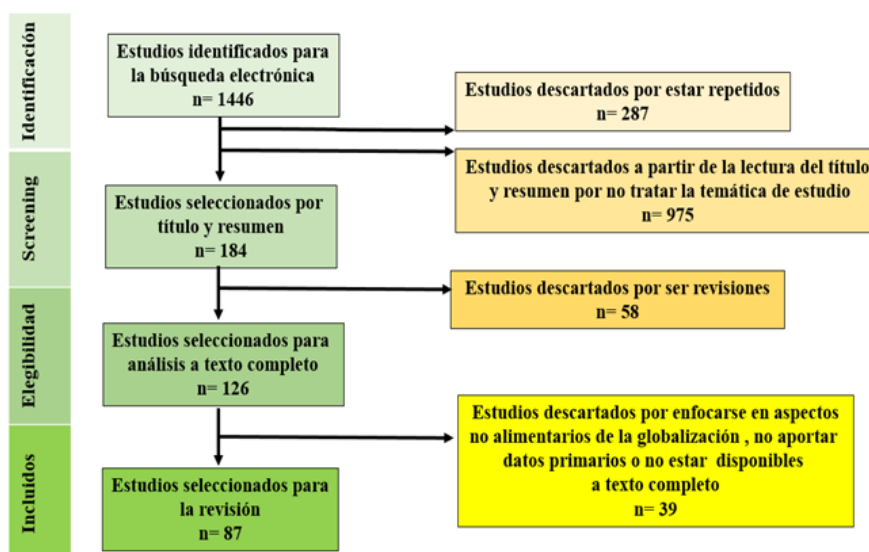 Identificación
Estudios identificados para
la búsqueda electrónica
n= 1446
Estudios descartados por estar repetidos
n= 287
Screening
Estudios descartados a partir de la lectura del título
y resumen por no tratar la temática de estudio
n= 975
Estudios seleccionados por
título y resumen
n= 184
Estudios descartados por ser revisiones
n= 58
Elegibilidad
Estudios seleccionados para
análisis a texto completo
n= 126
Estudios descartados por enfocarse en aspectos
no alimentarios de la globalización , no aportar
datos primarios o no estar disponibles
a texto completo
n= 39
Incluidos
Estudios seleccionados para
la revisión
n= 87